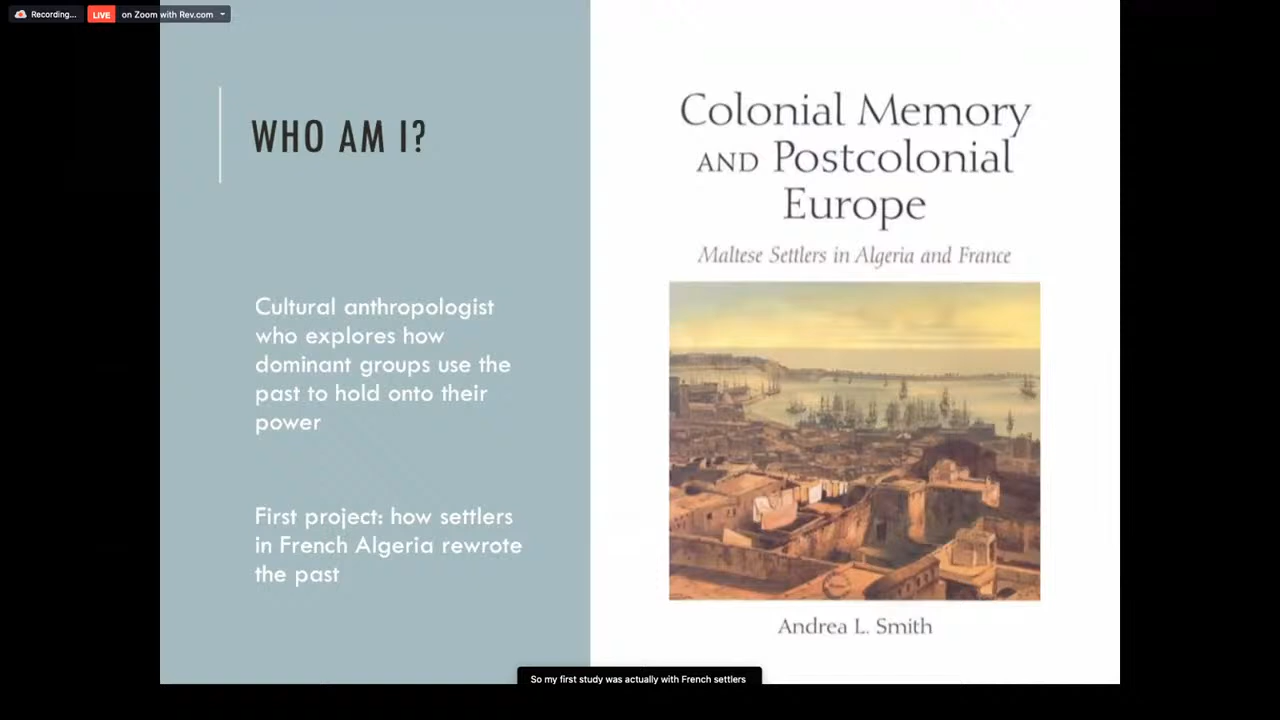 Recording...
LIVE on Zoom with Rev.com
WHO AM I?
Cultural anthropologist
who explores how
dominant groups use the
past to hold onto their
power
First project: how settlers
in French Algeria rewrote
the past
Colonial Memory
AND Postcolonial
Europe
Maltese Settlers in Algeria and France
Andrea L. Smith
So my first study was actually with French settlers